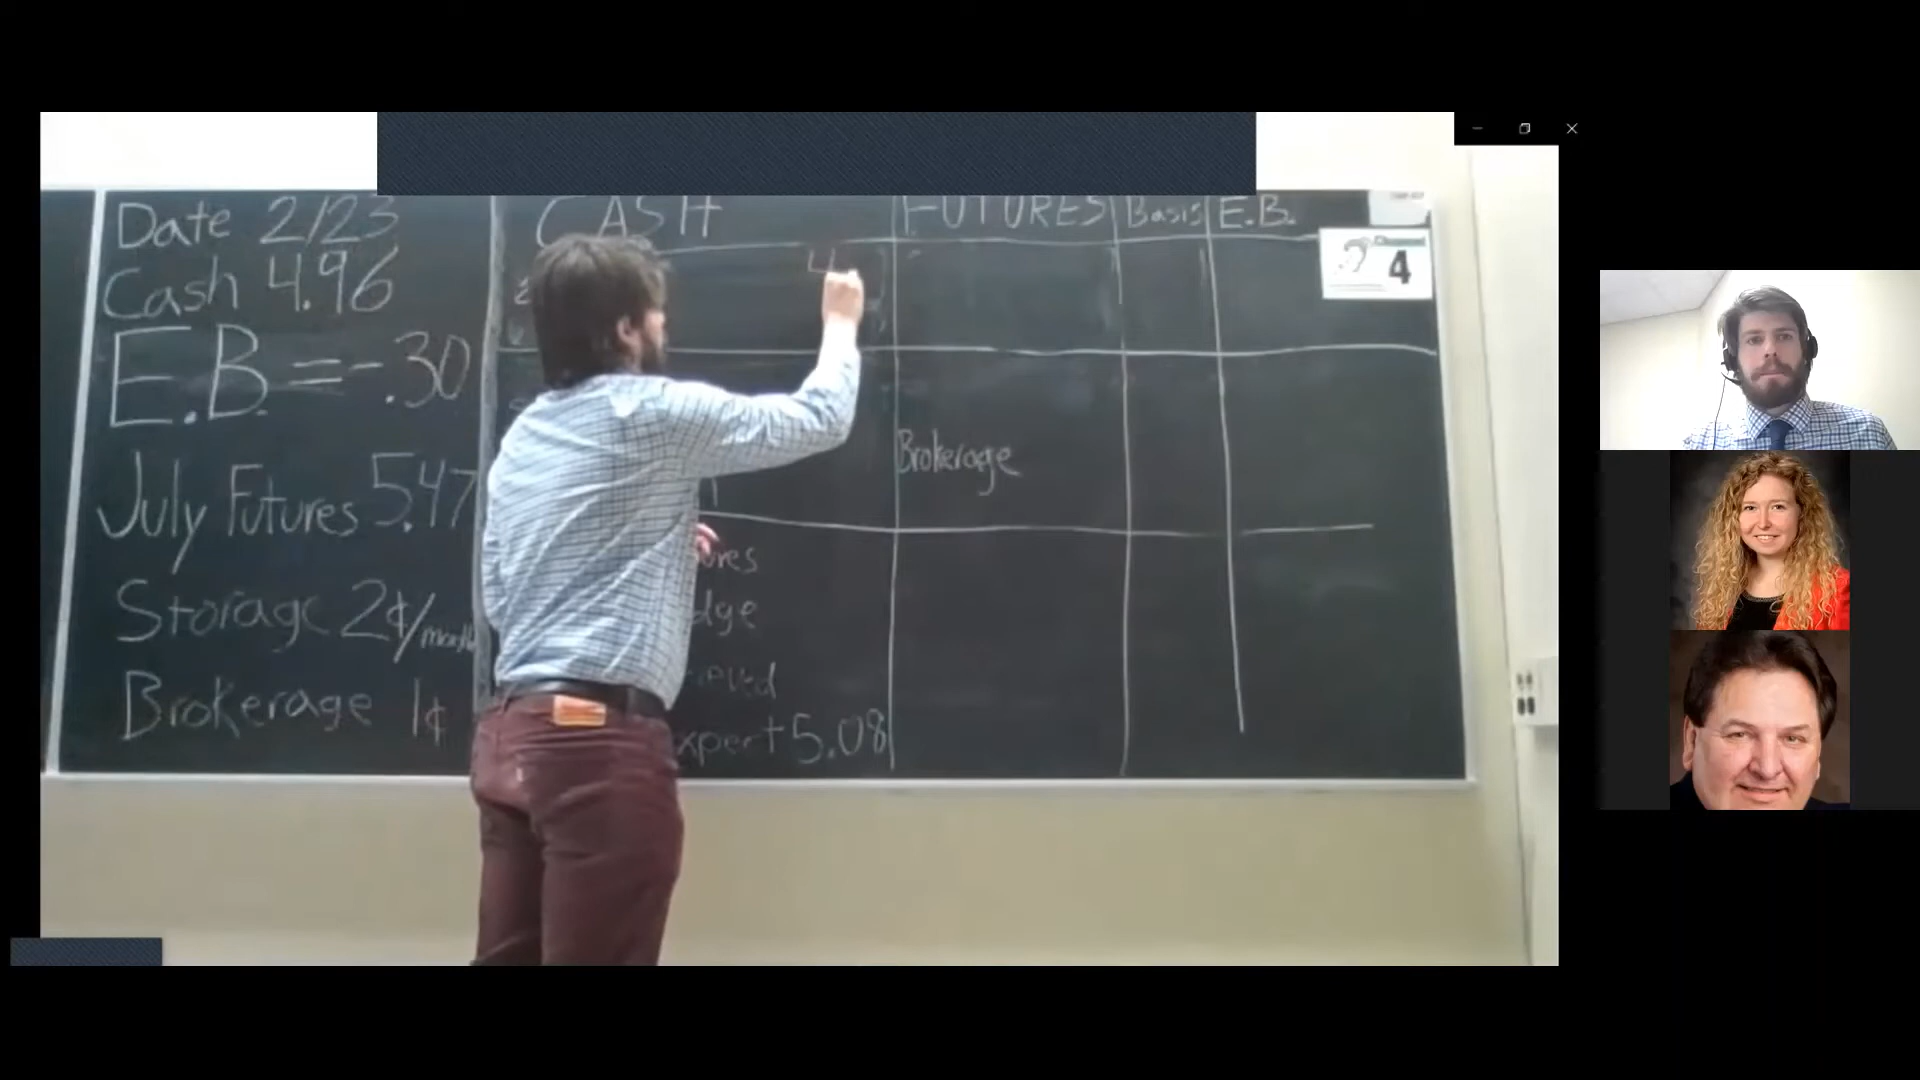 Date 2/23
Cash 4.96
E.B. = -.30
July Futures 5.47
Storage 2¢/month
Brokerage 1¢
CASH
FUTURES
Basis
E.B.
4
4
Brokerage
5.08